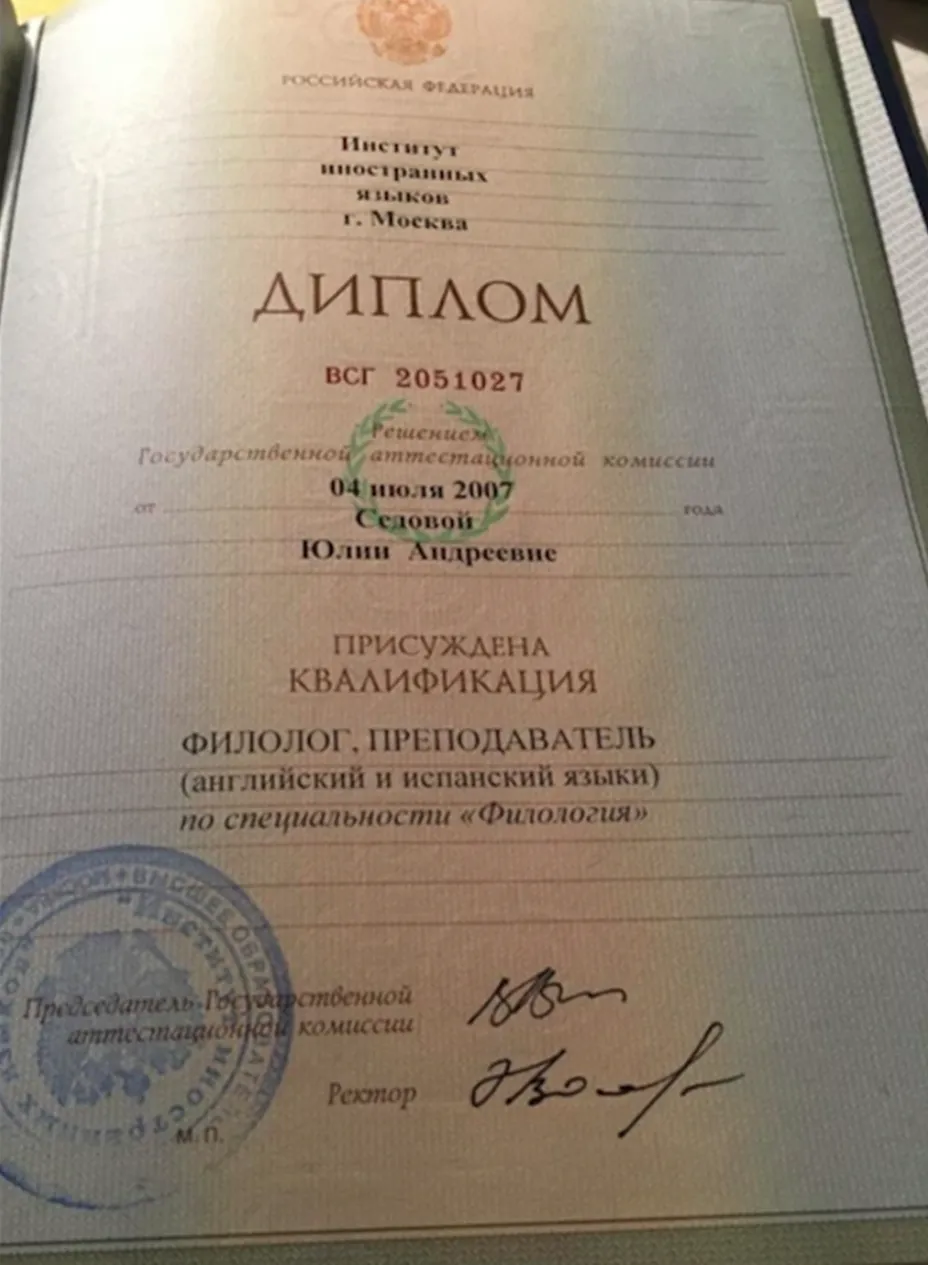 РОССИЙСКАЯ ФЕДЕРАЦИЯ
Институт
иностранных
языков
г. Москва
ДИПЛОМ
ВСГ 2051027
Решением
Государственной аттестационной комиссии
от 04 июля 2007 года
Седовой
Юлии Андреевне
ПРИСУЖДЕНА
КВАЛИФИКАЦИЯ
ФИЛОЛОГ, ПРЕПОДАВАТЕЛЬ
(английский и испанский языки)
по специальности «Филология»
Председатель Государственной
аттестационной комиссии
Ректор
М.П.